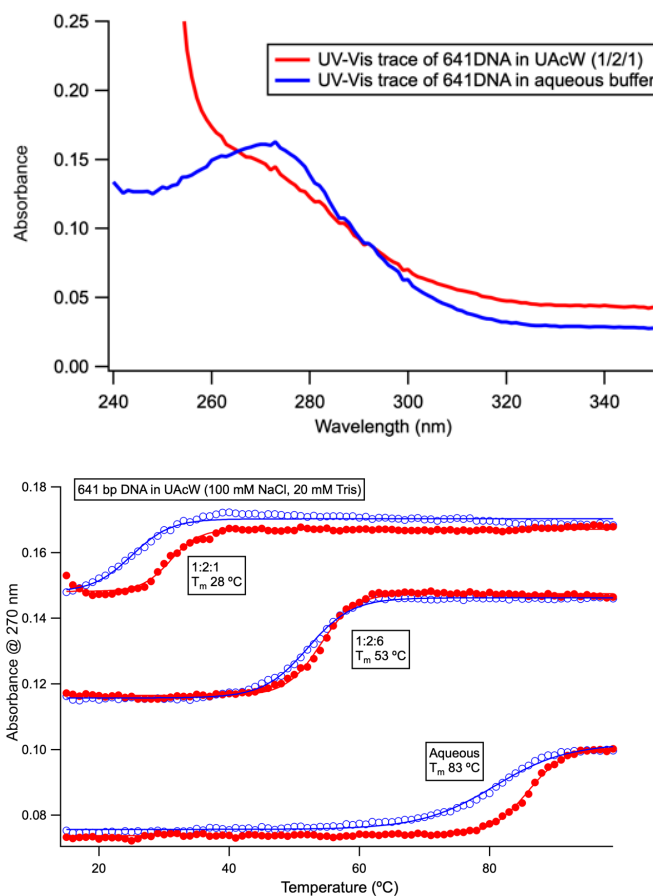 0.25
0.20
0.15
0.10
0.05
0.00
Absorbance
UV-Vis trace of 641DNA in UAcW (1/2/1)
UV-Vis trace of 641DNA in aqueous buffer
240 260 280 300 320 340
Wavelength (nm)
641 bp DNA in UAcW (100 mM NaCl, 20 mM Tris)
0.18
0.16
0.14
0.12
0.10
0.08
Absorbance @ 270 nm
1:2:1
Tm 28 ºC
1:2:6
Tm 53 ºC
Aqueous
Tm 83 ºC
20 40 60 80
Temperature (ºC)